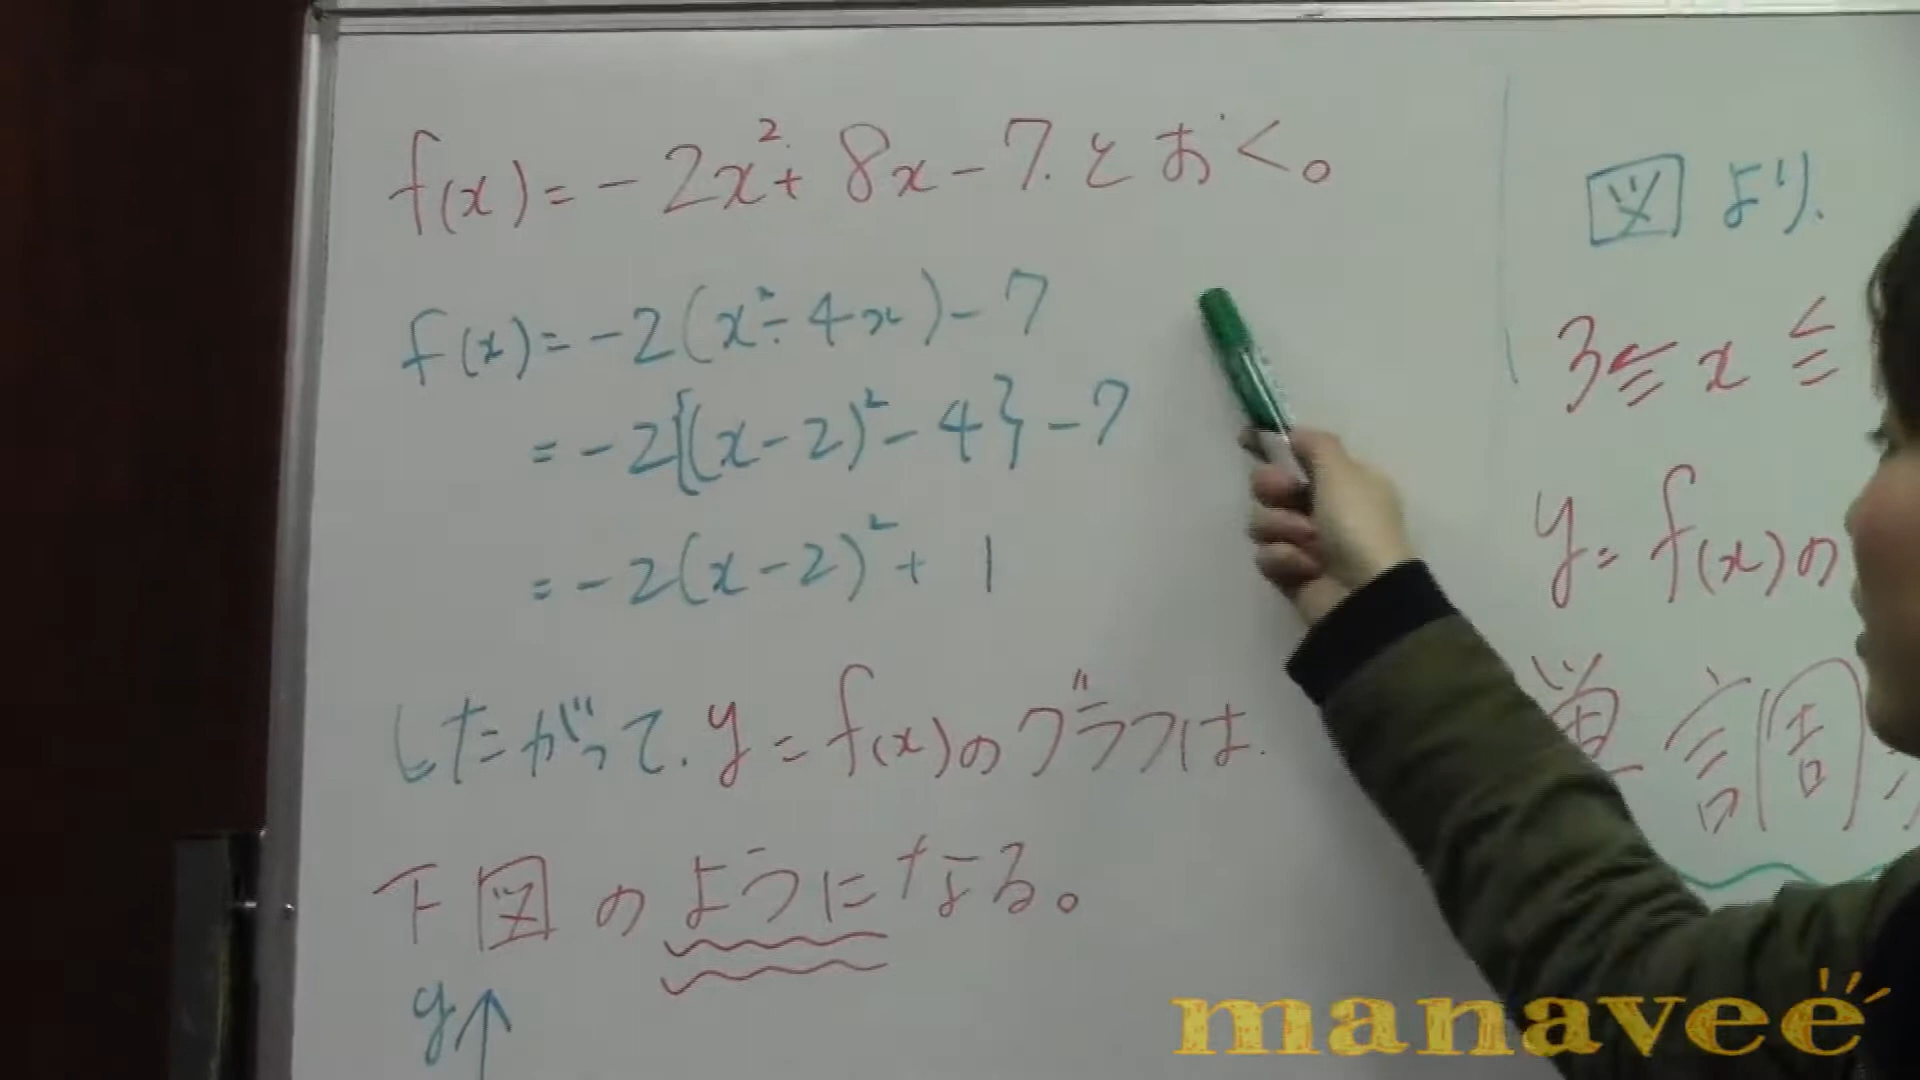 f(x) = -2x²+ 8x - 7. とおく。
f(x) = -2(x² - 4x) - 7
= -2{(x-2)² - 4} - 7
= -2(x-2)² + 1
したがって. y = f(x)のグラフは.
下図のようになる。
y
図 より.
3 ≦ x ≦
y = f(x)の
単調
manavee